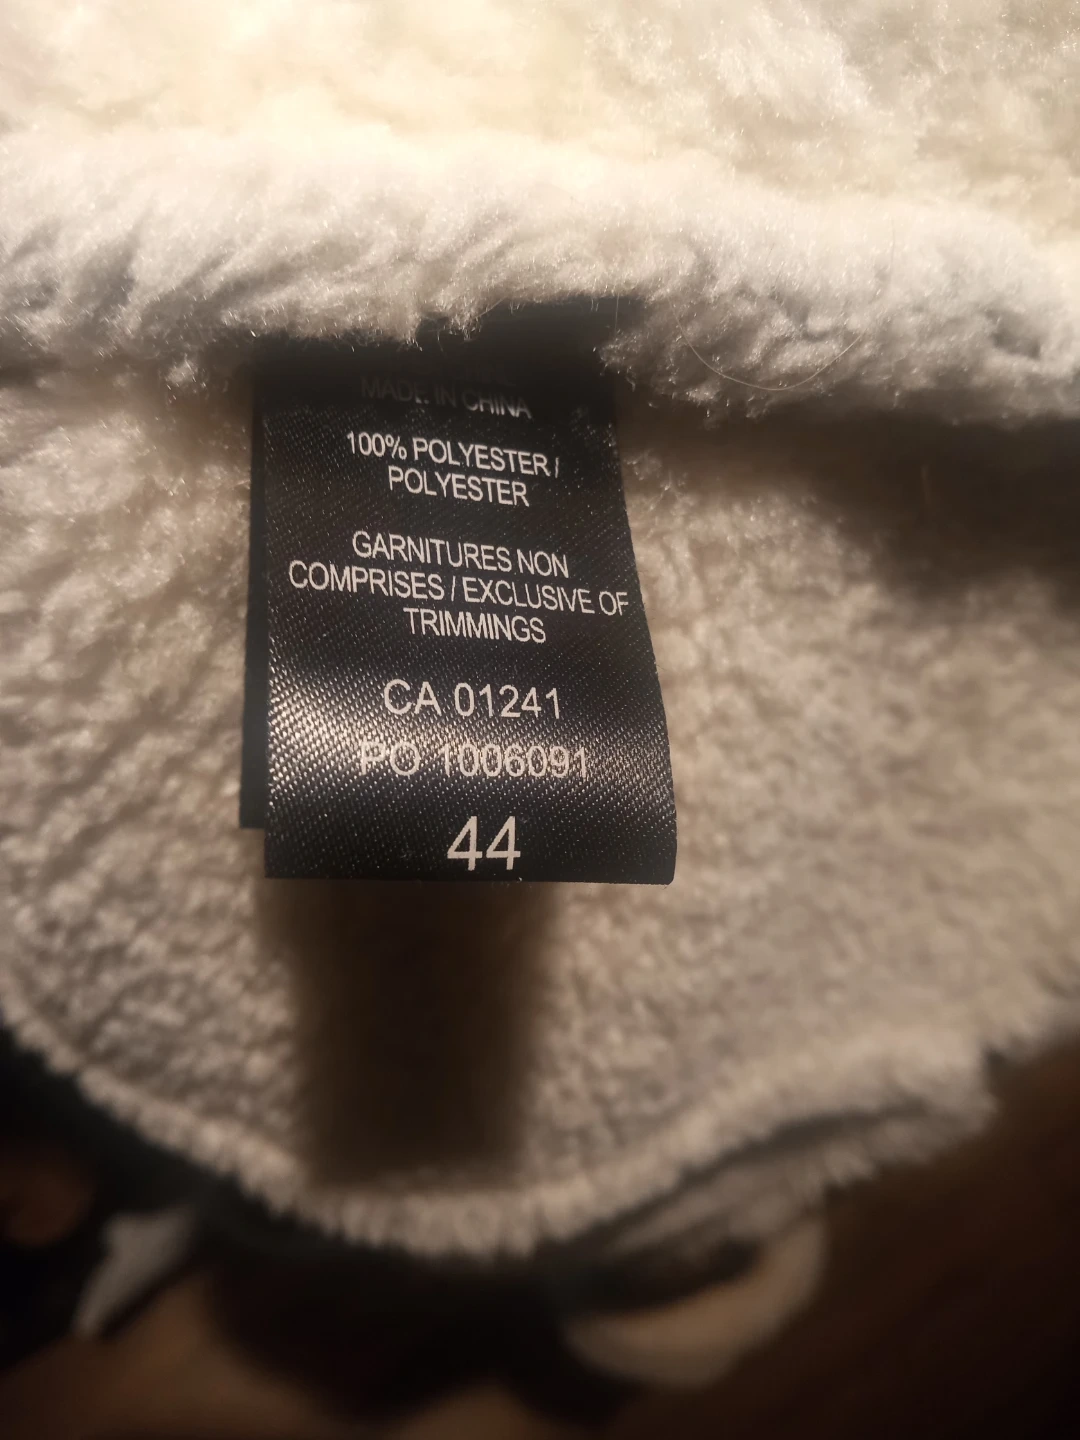 MADE IN CHINA
100% POLYESTER /
POLYESTER
GARNITURES NON
COMPRISES / EXCLUSIVE OF
TRIMMINGS
CA 01241
PO 1006091
44